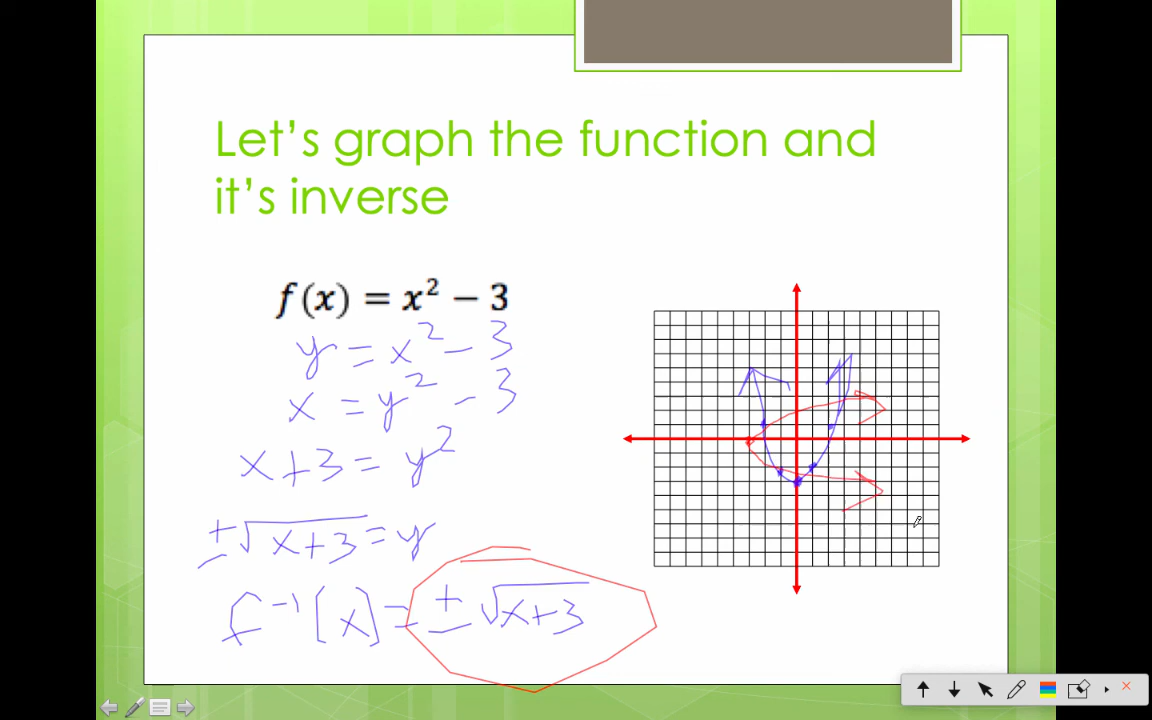 Let's graph the function and
it's inverse
f(x) = x² − 3
y = x² − 3
x = y² − 3
x+3 = y²
±√x+3 = y
f⁻¹(x) = ±√x+3